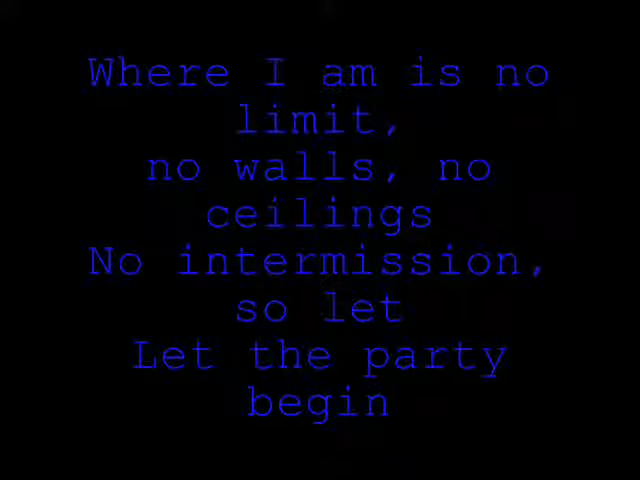 Where I am is no
limit,
no walls, no
ceilings
No intermission,
so let
Let the party
begin